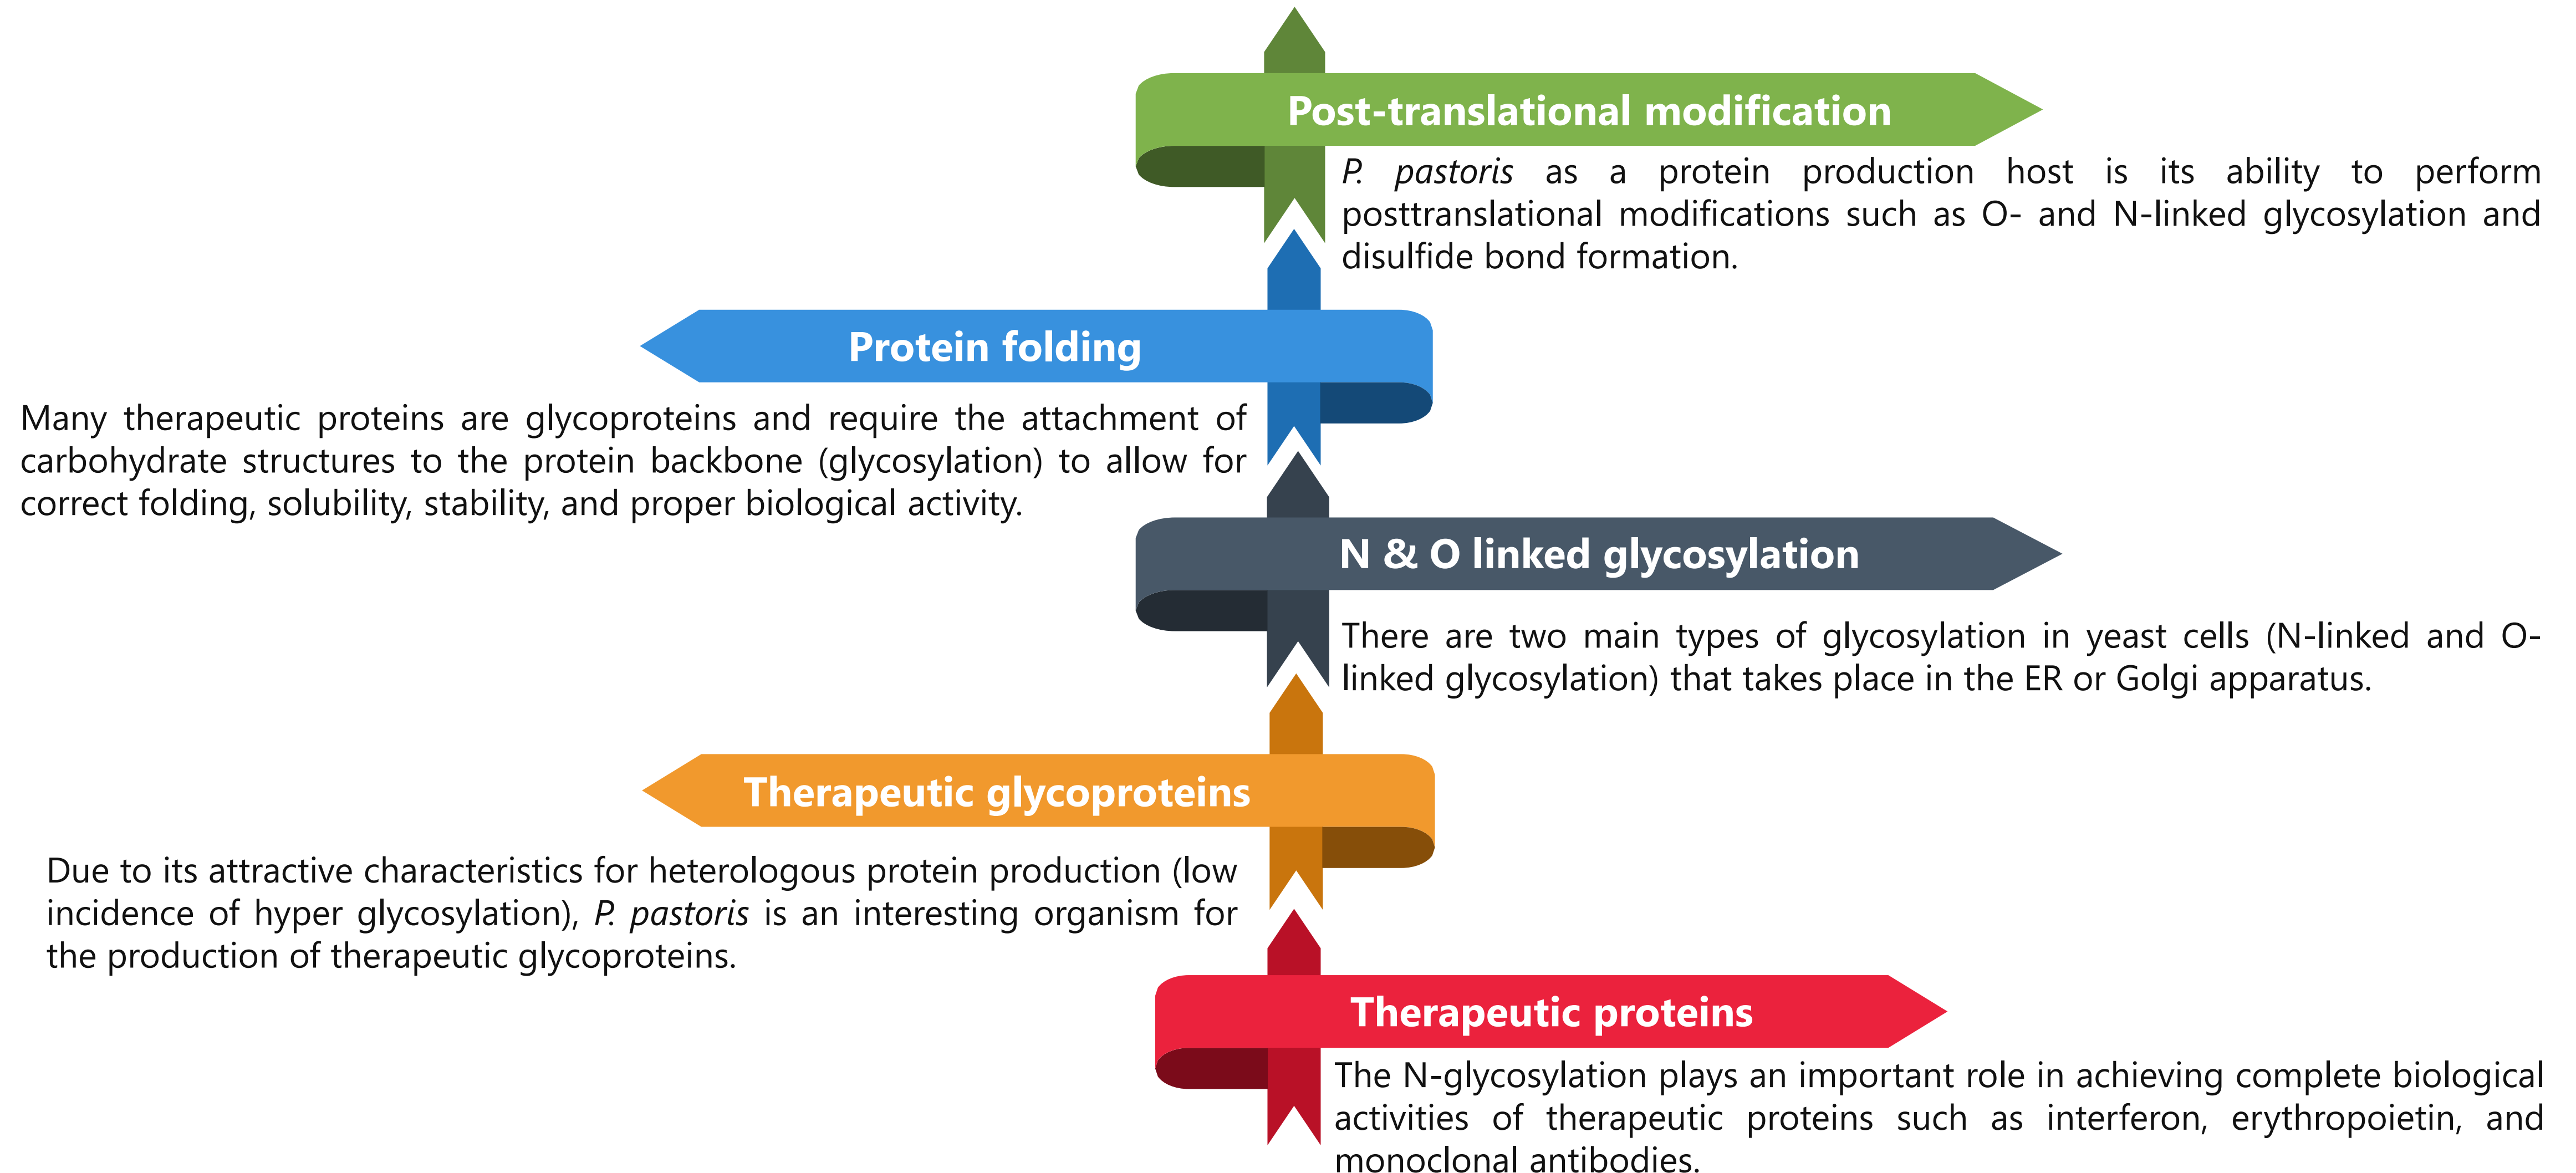 Post-translational modification
P. pastoris as a protein production host is its ability to perform
posttranslational modifications such as O- and N-linked glycosylation and
disulfide bond formation.
Protein folding
Many therapeutic proteins are glycoproteins and require the attachment of
carbohydrate structures to the protein backbone (glycosylation) to allow for
correct folding, solubility, stability, and proper biological activity.
N & O linked glycosylation
There are two main types of glycosylation in yeast cells (N-linked and O-
linked glycosylation) that takes place in the ER or Golgi apparatus.
Therapeutic glycoproteins
Due to its attractive characteristics for heterologous protein production (low
incidence of hyper glycosylation), P. pastoris is an interesting organism for
the production of therapeutic glycoproteins.
Therapeutic proteins
The N-glycosylation plays an important role in achieving complete biological
activities of therapeutic proteins such as interferon, erythropoietin, and
monoclonal antibodies.